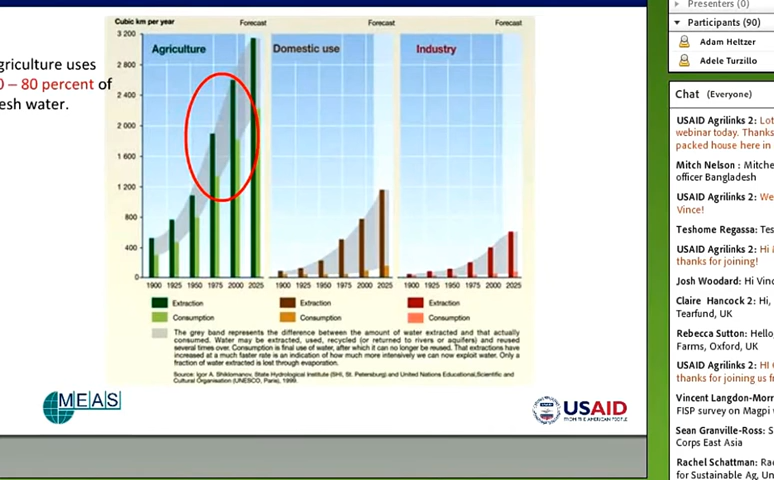 griculture uses
0 – 80 percent of
esh water.
Cubic km per year
Forecast
Forecast
Forecast
3 200
2 800
2 400
2 000
1 600
1 200
800
400
0
Agriculture
Domestic use
Industry
1900 1925 1950 1975 2000 2025
1900 1925 1950 1975 2000 2025
1900 1925 1950 1975 2000 2025
Extraction
Consumption
Extraction
Consumption
Extraction
Consumption
The grey band represents the difference between the amount of water extracted and that actually
consumed. Water may be extracted, used, recycled (or returned to rivers or aquifers) and reused
several times over. Consumption is final use of water, after which it can no longer be reused. That extractions have
increased at a much faster rate is an indication of how much more intensively we can now exploit water. Only a
fraction of water extracted is lost through evaporation.
Source: Igor A. Shiklomanov, State Hydrological Institute (SHI, St. Petersburg) and United Nations Educational,Scientific and
Cultural Organisation (UNESCO, Paris), 1999.
MEAS
USAID
FROM THE AMERICAN PEOPLE
Presenters (0)
Participants (90)
Adam Heltzer
Adele Turzillo
Chat (Everyone)
USAID Agrilinks 2: Lot
webinar today. Thanks
packed house here in
Mitch Nelson : Mitche
officer Bangladesh
USAID Agrilinks 2: We
Vince!
Teshome Regassa: Tes
USAID Agrilinks 2: Hi
thanks for joining!
Josh Woodard: Hi Vinc
Claire Hancock 2: Hi,
Tearfund, UK
Rebecca Sutton: Hello,
Farms, Oxford, UK
USAID Agrilinks 2: HI
thanks for joining us fr
Vincent Langdon-Morr
FISP survey on Magpi
Sean Granville-Ross: S
Corps East Asia
Rachel Schattman: Rac
for Sustainable Ag, Un